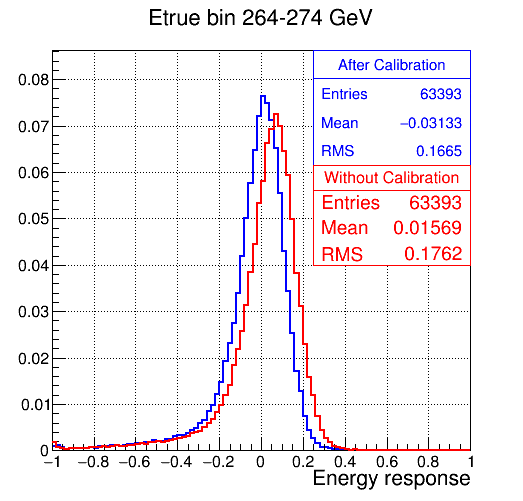 Etrue bin 264-274 GeV
After Calibration
Entries 63393
Mean −0.03133
RMS 0.1665
Without Calibration
Entries 63393
Mean 0.01569
RMS 0.1762
0.08
0.07
0.06
0.05
0.04
0.03
0.02
0.01
0
−1 −0.8 −0.6 −0.4 −0.2 0 0.2 0.4 0.6 0.8 1
Energy response